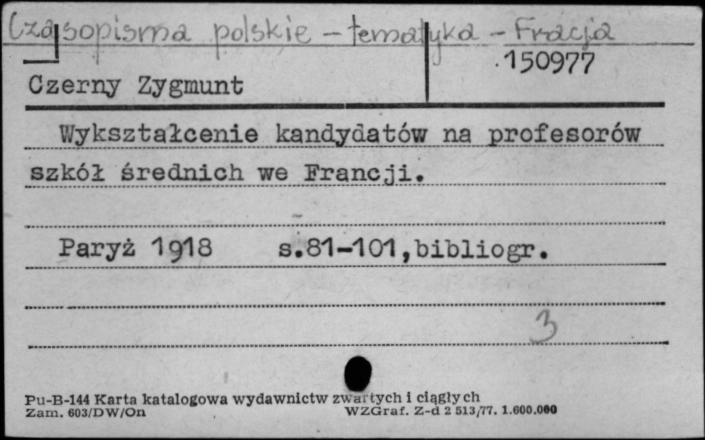 Czasopisma polskie - tematyka - Fracja
.150977
Czerny Zygmunt
Wykształcenie kandydatów na profesorów
szkół średnich we Francji.
Paryż 1918 s.81-101,bibliogr.
3
Pu-B-144 Karta katalogowa wydawnictw zwartych i ciągłych
Zam. 603/DW/On WZGraf. Z-d 2 513/77. 1.600.000